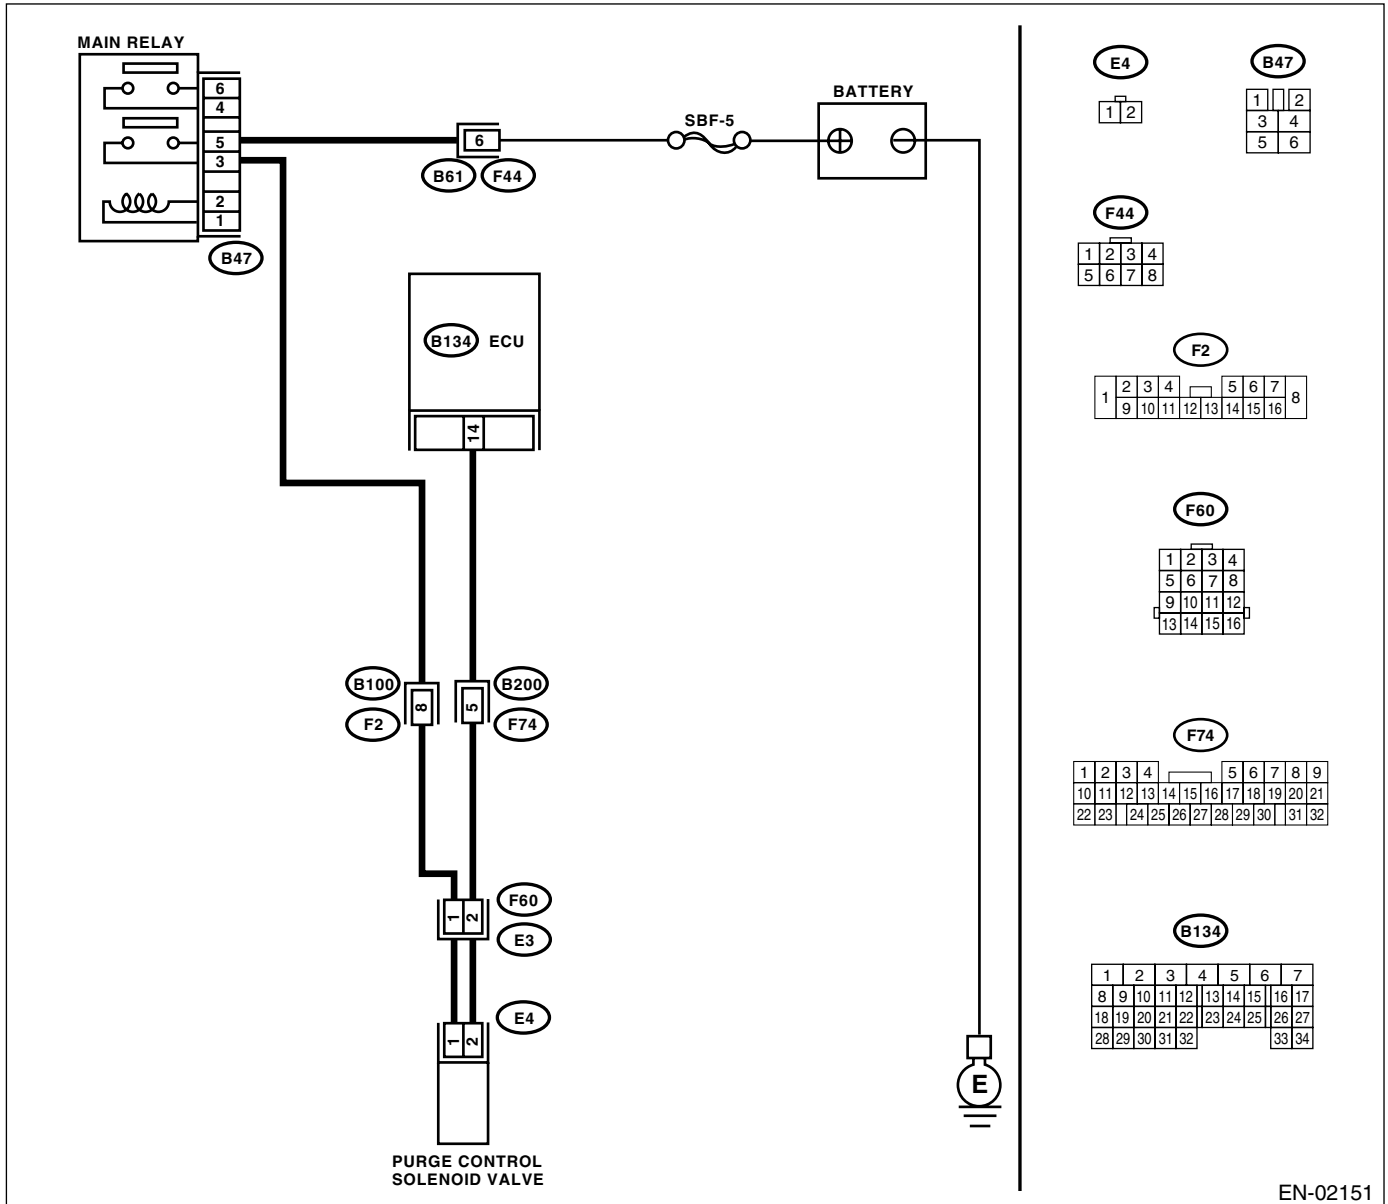 MAIN RELAY
6
4
5
3
2
1
B47
6
B61 F44
SBF-5
BATTERY
B134 ECU
14
B100
F2
8
5
B200
F74
1 2
F60
E3
E4
1 2
PURGE CONTROL
SOLENOID VALVE
E
E4
1 2
B47
1 2
3 4
5 6
F44
1 2 3 4
5 6 7 8
F2
1 2 3 4 5 6 7 8
9 10 11 12 13 14 15 16
F60
1 2 3 4
5 6 7 8
9 10 11 12
13 14 15 16
F74
1 2 3 4 5 6 7 8 9
10 11 12 13 14 15 16 17 18 19 20 21
22 23 24 25 26 27 28 29 30 31 32
B134
1 2 3 4 5 6 7
8 9 10 11 12 13 14 15 16 17
18 19 20 21 22 23 24 25 26 27
28 29 30 31 32 33 34
EN-02151